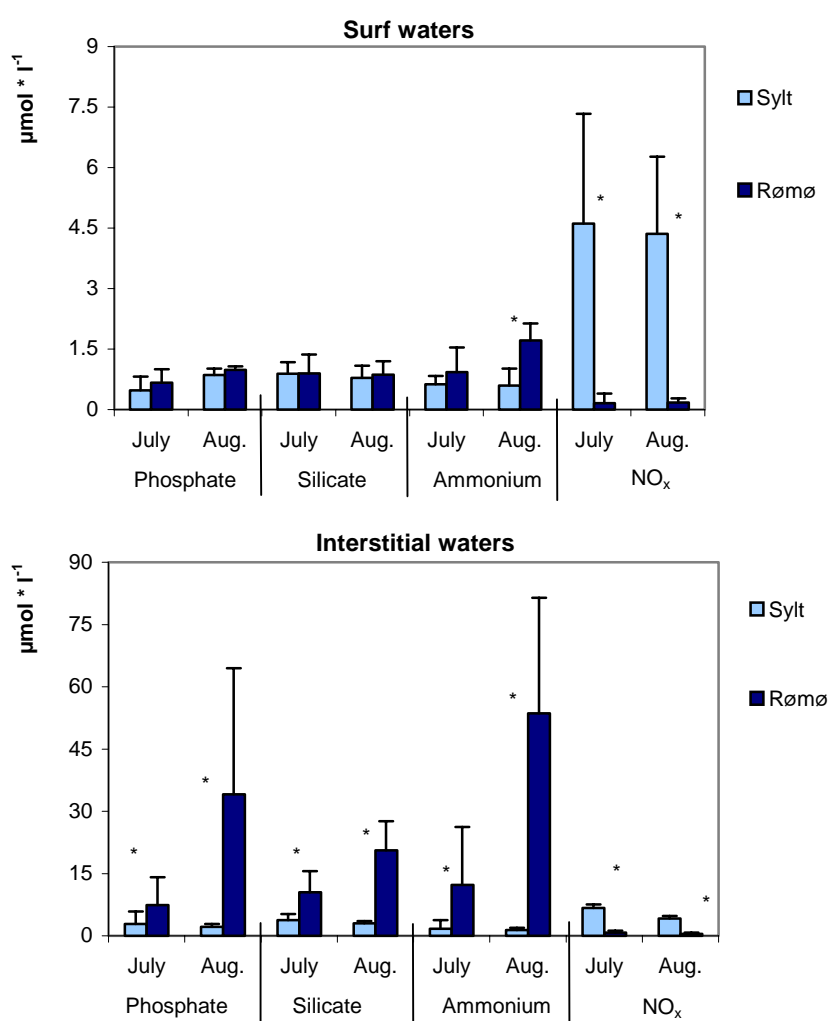 Surf waters
µmol * l-1
9
7.5
6
4.5
3
1.5
0
* * *
Sylt
Rømø
July Aug. July Aug. July Aug. July Aug.
Phosphate Silicate Ammonium NOx
Interstitial waters
µmol * l-1
90
75
60
45
30
15
0
* * * * * * * *
Sylt
Rømø
July Aug. July Aug. July Aug. July Aug.
Phosphate Silicate Ammonium NOx